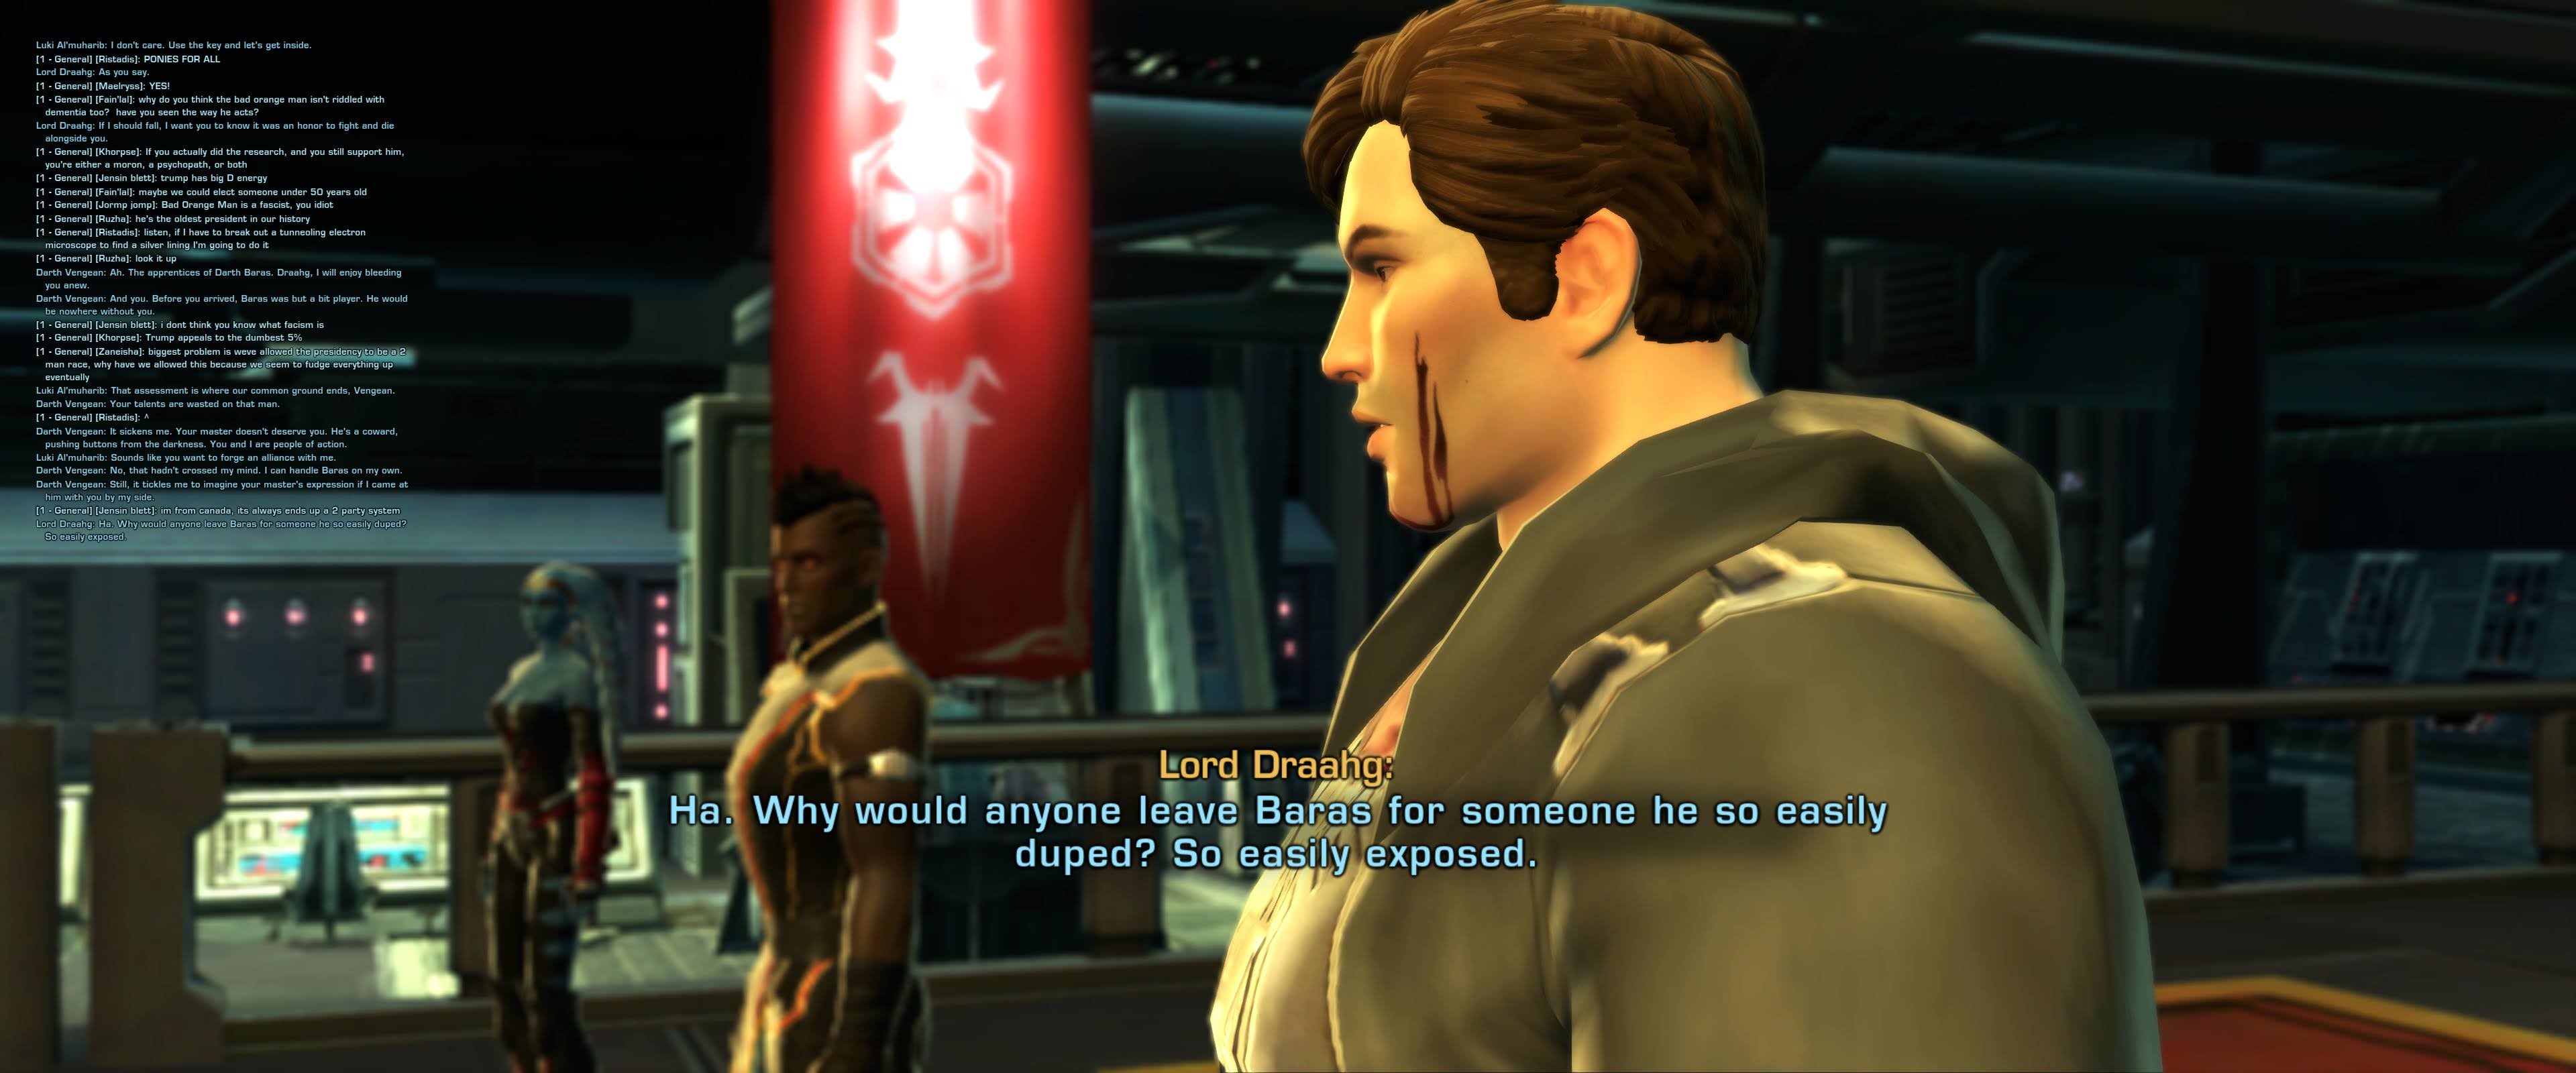 Luki Al'muharib: I don't care. Use the key and let's get inside.
[1 - General] [Ristadis]: PONIES FOR ALL
Lord Draahg: As you say.
[1 - General] [Maelryss]: YES!
[1 - General] [Fain'lal]: why do you think the bad orange man isn't riddled with
dementia too?  have you seen the way he acts?
Lord Draahg: If I should fall, I want you to know it was an honor to fight and die
alongside you.
[1 - General] [Khorpse]: If you actually did the research, and you still support him,
you're either a moron, a psychopath, or both
[1 - General] [Jensin blett]: trump has big D energy
[1 - General] [Fain'lal]: maybe we could elect someone under 50 years old
[1 - General] [Jormp jomp]: Bad Orange Man is a fascist, you idiot
[1 - General] [Ruzha]: he's the oldest president in our history
[1 - General] [Ristadis]: listen, if I have to break out a tunneoling electron
microscope to find a silver lining I'm going to do it
[1 - General] [Ruzha]: look it up
Darth Vengean: Ah. The apprentices of Darth Baras. Draahg, I will enjoy bleeding
you anew.
Darth Vengean: And you. Before you arrived, Baras was but a bit player. He would
be nowhere without you.
[1 - General] [Jensin blett]: i dont think you know what facism is
[1 - General] [Khorpse]: Trump appeals to the dumbest 5%
[1 - General] [Zaneisha]: biggest problem is weve allowed the presidency to be a 2
man race, why have we allowed this because we seem to fudge everything up
eventually
Luki Al'muharib: That assessment is where our common ground ends, Vengean.
Darth Vengean: Your talents are wasted on that man.
[1 - General] [Ristadis]: ^
Darth Vengean: It sickens me. Your master doesn't deserve you. He's a coward,
pushing buttons from the darkness. You and I are people of action.
Luki Al'muharib: Sounds like you want to forge an alliance with me.
Darth Vengean: No, that hadn't crossed my mind. I can handle Baras on my own.
Darth Vengean: Still, it tickles me to imagine your master's expression if I came at
him with you by my side.
[1 - General] [Jensin blett]: im from canada, its always ends up a 2 party system
Lord Draahg: Ha. Why would anyone leave Baras for someone he so easily duped?
So easily exposed.
Lord Draahg:
Ha. Why would anyone leave Baras for someone he so easily
duped? So easily exposed.